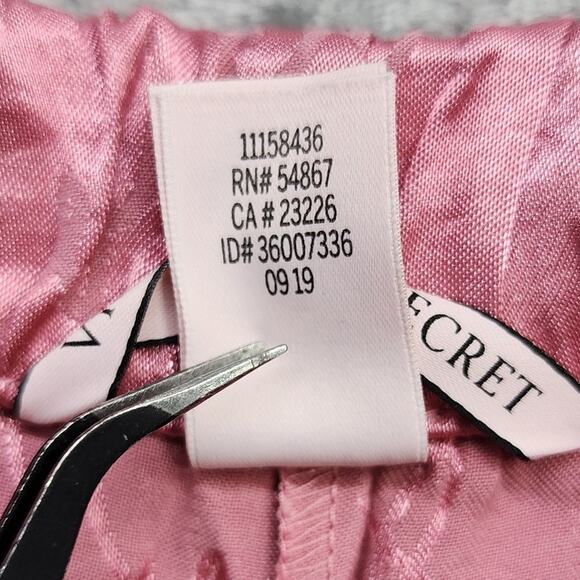 11158436
RN# 54867
CA # 23226
ID# 36007336
09 19
ECRET